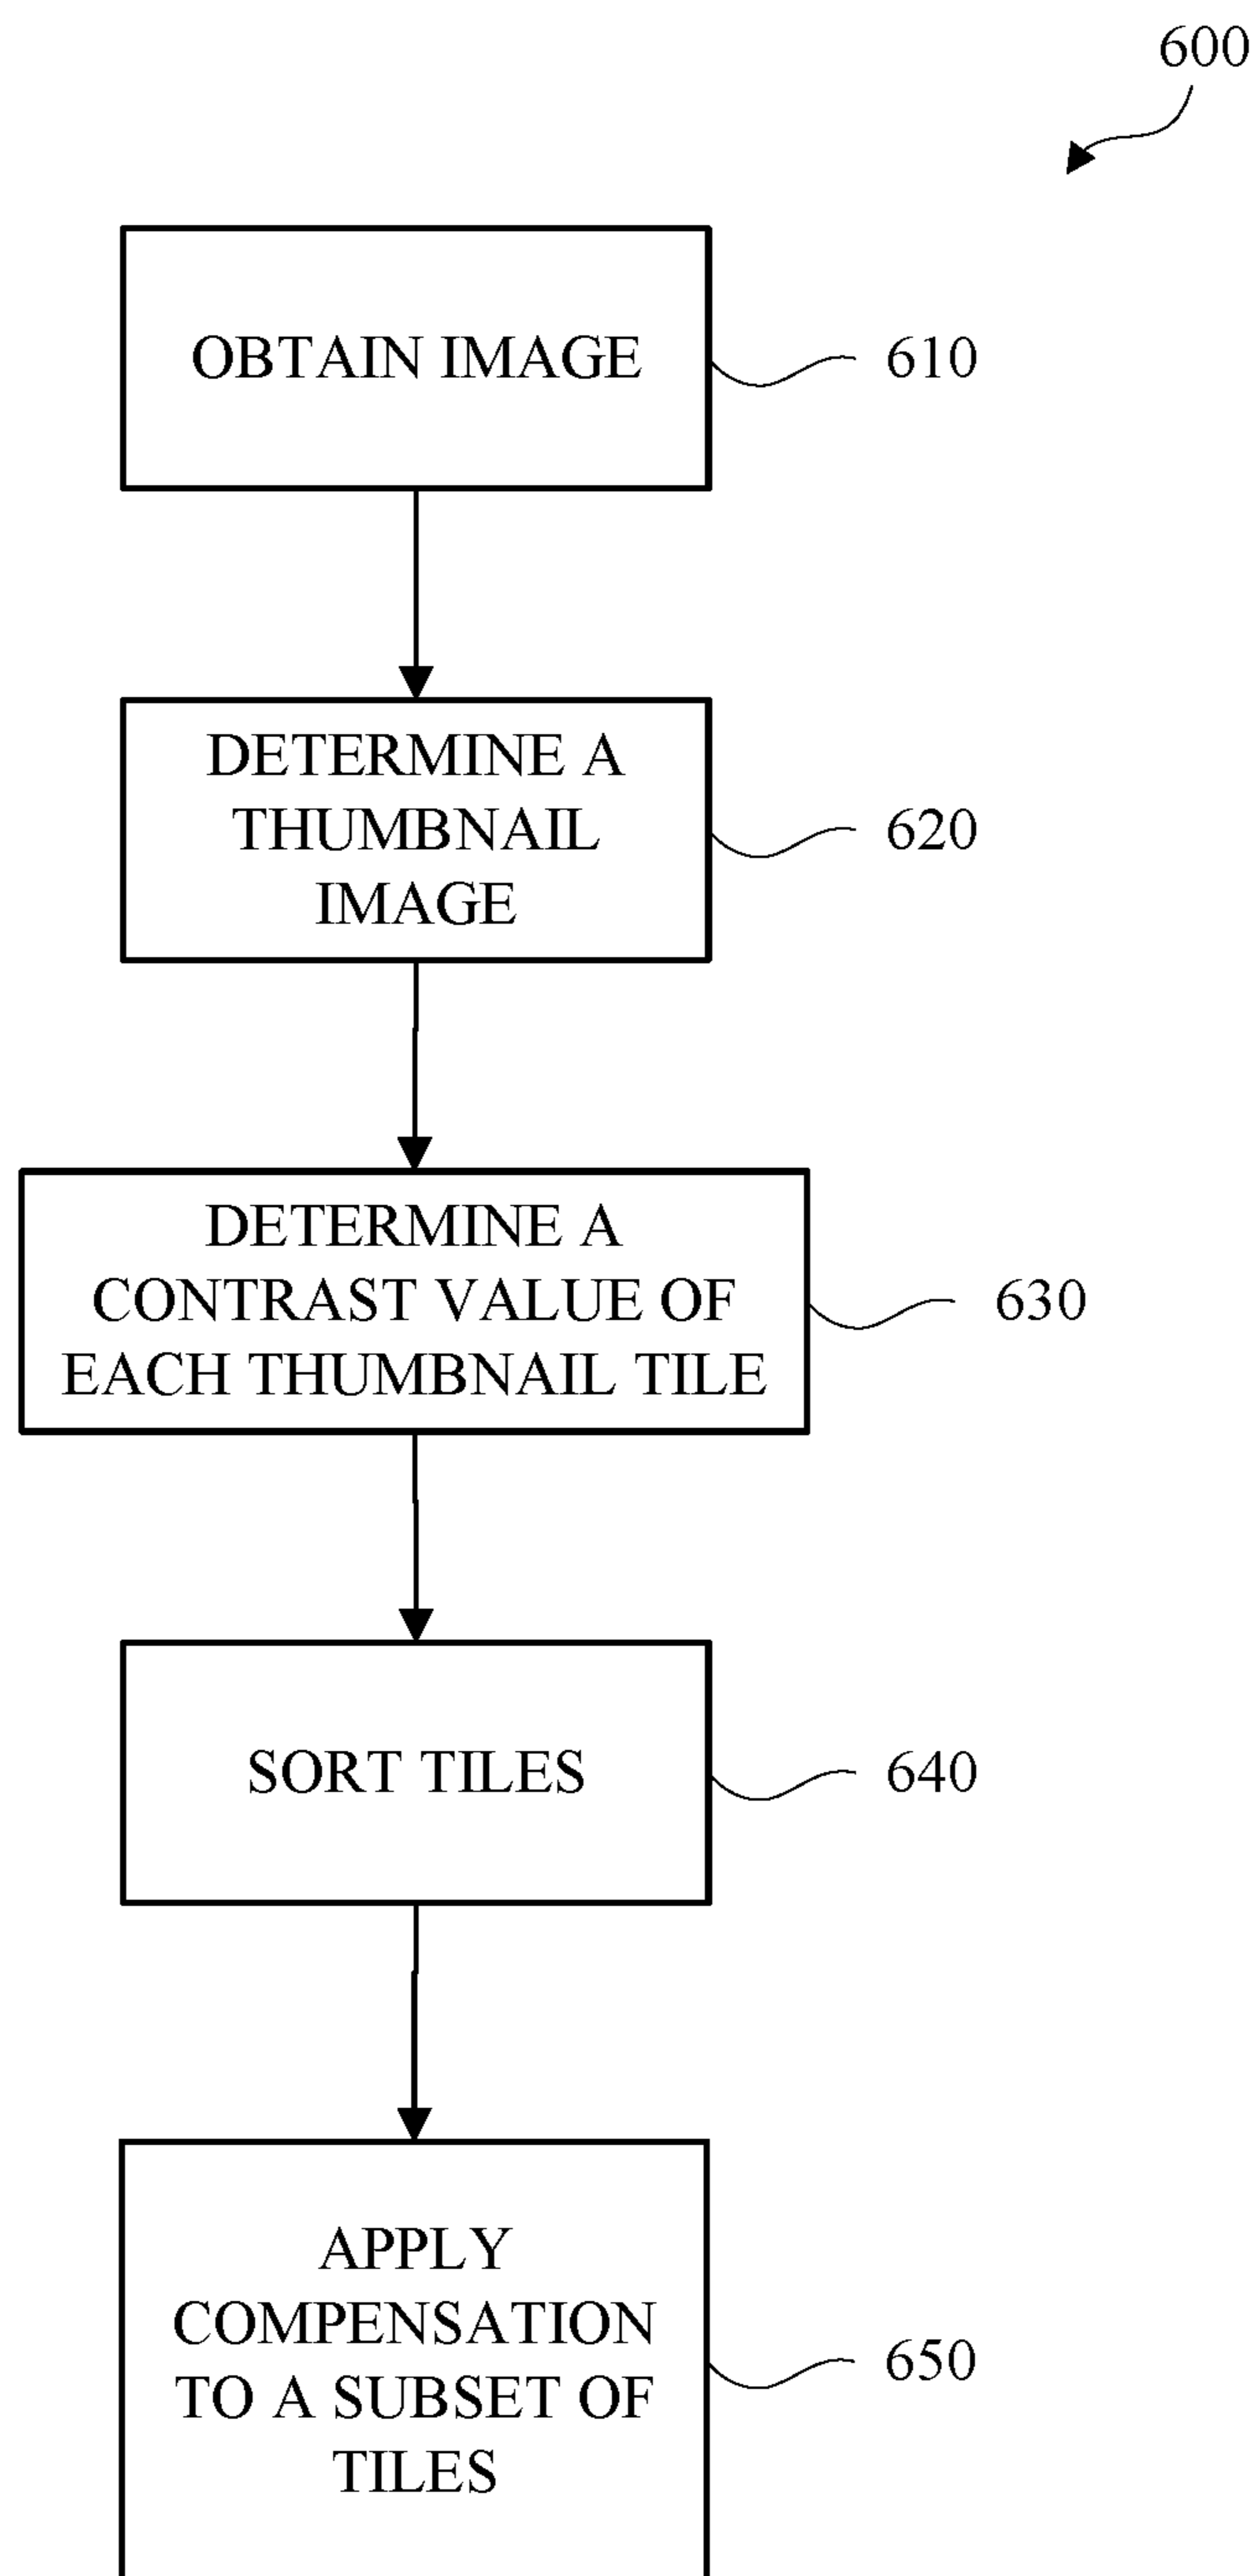 600
OBTAIN IMAGE
610
DETERMINE A
THUMBNAIL
IMAGE
620
DETERMINE A
CONTRAST VALUE OF
EACH THUMBNAIL TILE
630
SORT TILES
640
APPLY
COMPENSATION
TO A SUBSET OF
TILES
650